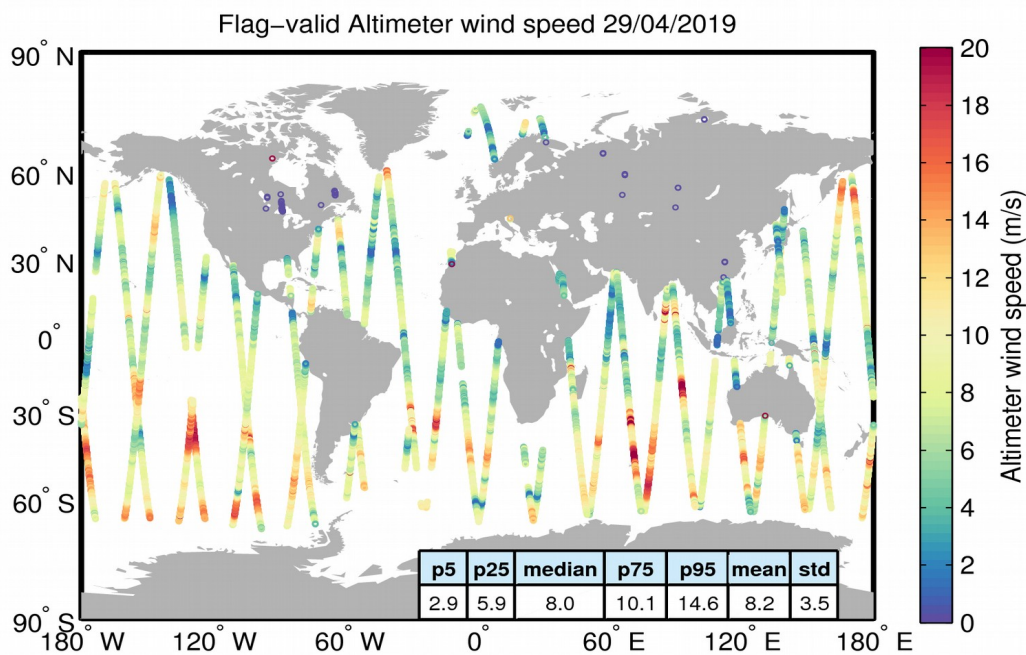 Flag−valid Altimeter wind speed 29/04/2019
90° N
60° N
30° N
0°
30° S
60° S
90° S
180° W
120° W
60° W
0°
60° E
120° E
180° E
p5 p25 median p75 p95 mean std
2.9 5.9 8.0 10.1 14.6 8.2 3.5
20
18
16
14
12
10
8
6
4
2
0
Altimeter wind speed (m/s)